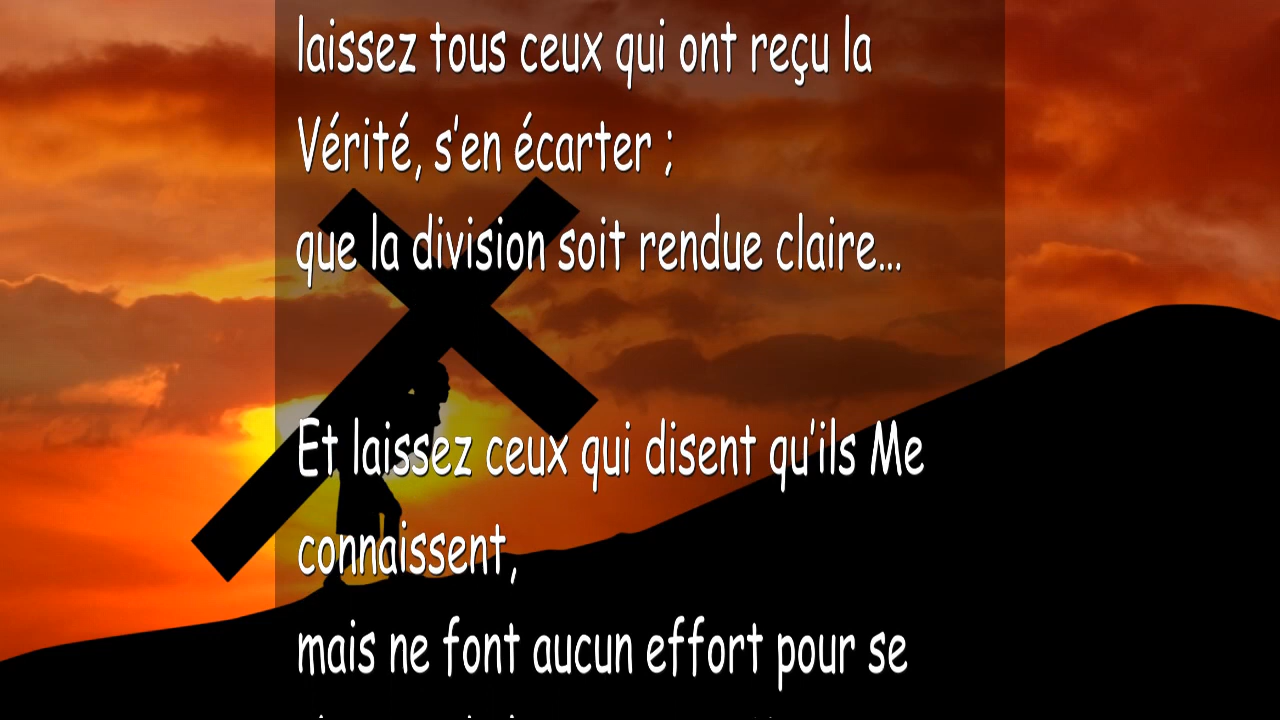 laissez tous ceux qui ont reçu la
Vérité, s'en écarter ;
que la division soit rendue claire...
Et laissez ceux qui disent qu'ils Me
connaissent,
mais ne font aucun effort pour se